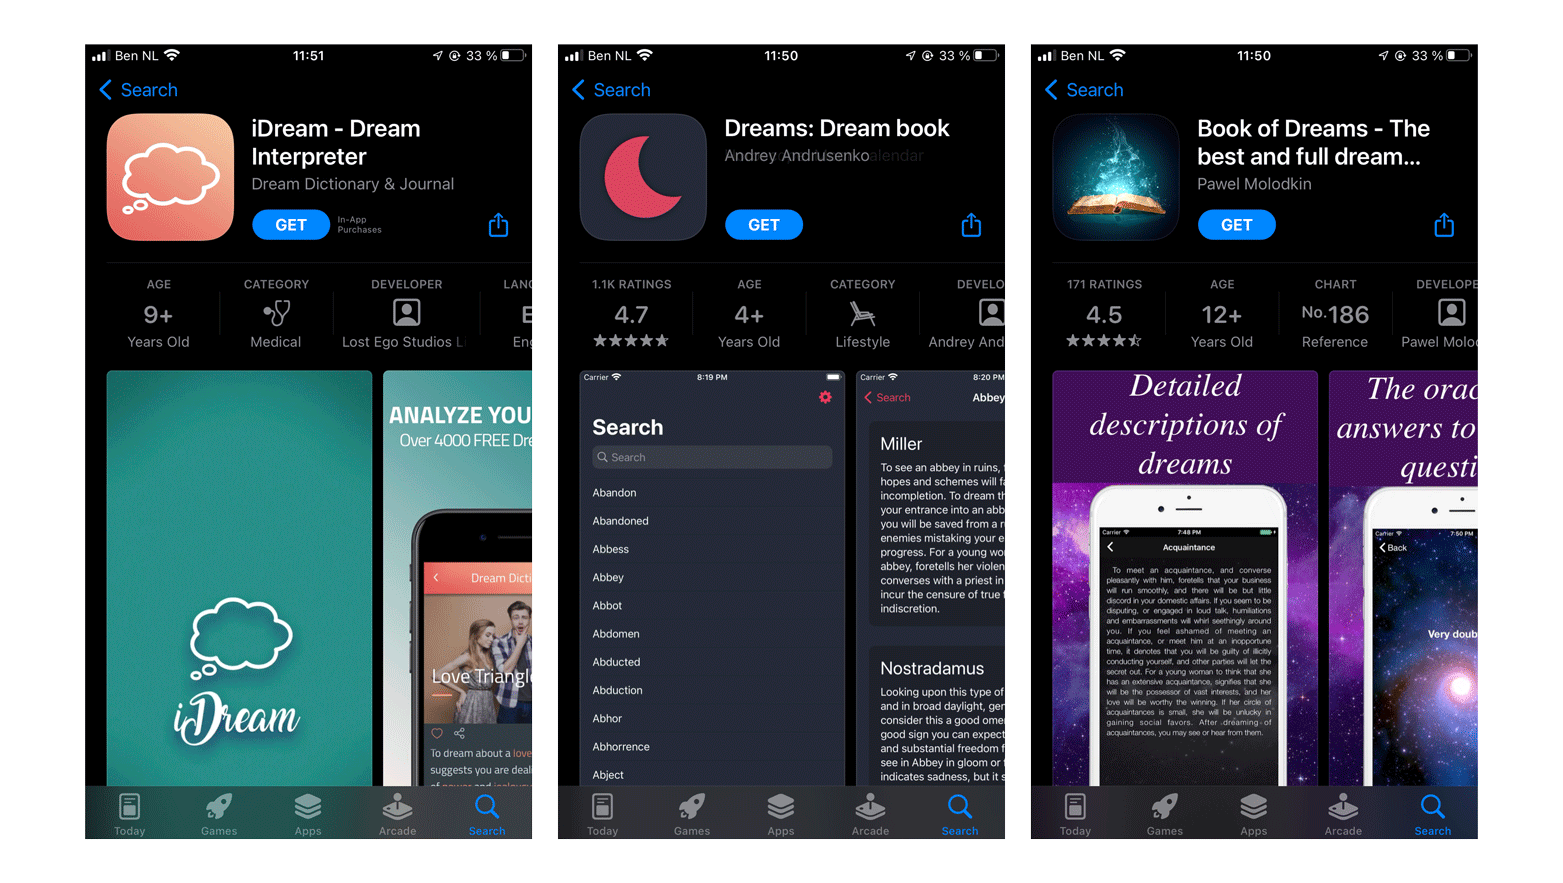 Ben NL
11:51
33 %
Search
iDream - Dream
Interpreter
Dream Dictionary & Journal
GET
In-App
Purchases
AGE
CATEGORY
DEVELOPER
LANG
9+
Years Old
Medical
Lost Ego Studios L
Eng
ANALYZE YOU
Over 4000 FREE Dre
Dream Dicti
Love Triangle
iDream
To dream about a love
suggests you are deali
of power and jealousy
Today
Games
Apps
Arcade
Search
Ben NL
11:50
33 %
Search
Dreams: Dream book
Andrey Andrusenko
GET
1.1K RATINGS
AGE
CATEGORY
DEVELO
4.7
4+
Years Old
Lifestyle
Andrey And
Carrier
8:19 PM
Search
Search
Abandon
Abandoned
Abbess
Abbey
Abbot
Abdomen
Abducted
Abduction
Abhor
Abhorrence
Abject
Carrier
8:20 PM
Search
Abbey
Miller
To see an abbey in ruins, f
hopes and schemes will fa
incompletion. To dream th
your entrance into an abb
you will be saved from a ru
enemies mistaking your e
progress. For a young wo
abbey, foretells her violen
converses with a priest in
incur the censure of true f
indiscretion.
Nostradamus
Looking upon this type of
and in broad daylight, gen
consider this a good ome
good sign you can expect
and substantial freedom f
see in Abbey in gloom or f
indicates sadness, but it s
Today
Games
Apps
Arcade
Search
Ben NL
11:50
33 %
Search
Book of Dreams - The
best and full dream...
Pawel Molodkin
GET
171 RATINGS
AGE
CHART
DEVELOPE
4.5
12+
Years Old
No.186
Reference
Pawel Molod
Detailed
descriptions of
dreams
Carrier
7:48 PM
Acquaintance
To meet an acquaintance, and converse
pleasantly with him, foretells that your business
will run smoothly, and there will be but little
discord in your domestic affairs. If you seem to be
disputing, or engaged in loud talk, humiliations
and embarrassments will whirl seethingly around
you. If you feel ashamed of meeting an
acquaintance, or meet him at an inopportune
time, it denotes that you will be guilty of illicitly
conducting yourself, and other parties will let the
secret out. For a young woman to think that she
has an extensive acquaintance, signifies that she
will be the possessor of vast interests, and her
love will be worthy the winning. If her circle of
acquaintances is small, she will be unlucky in
gaining social favors. After dreaming of
acquaintances, you may see or hear from them.
The orac
answers to
questi
Carrier
7:50 PM
Back
Very doub
Today
Games
Apps
Arcade
Search